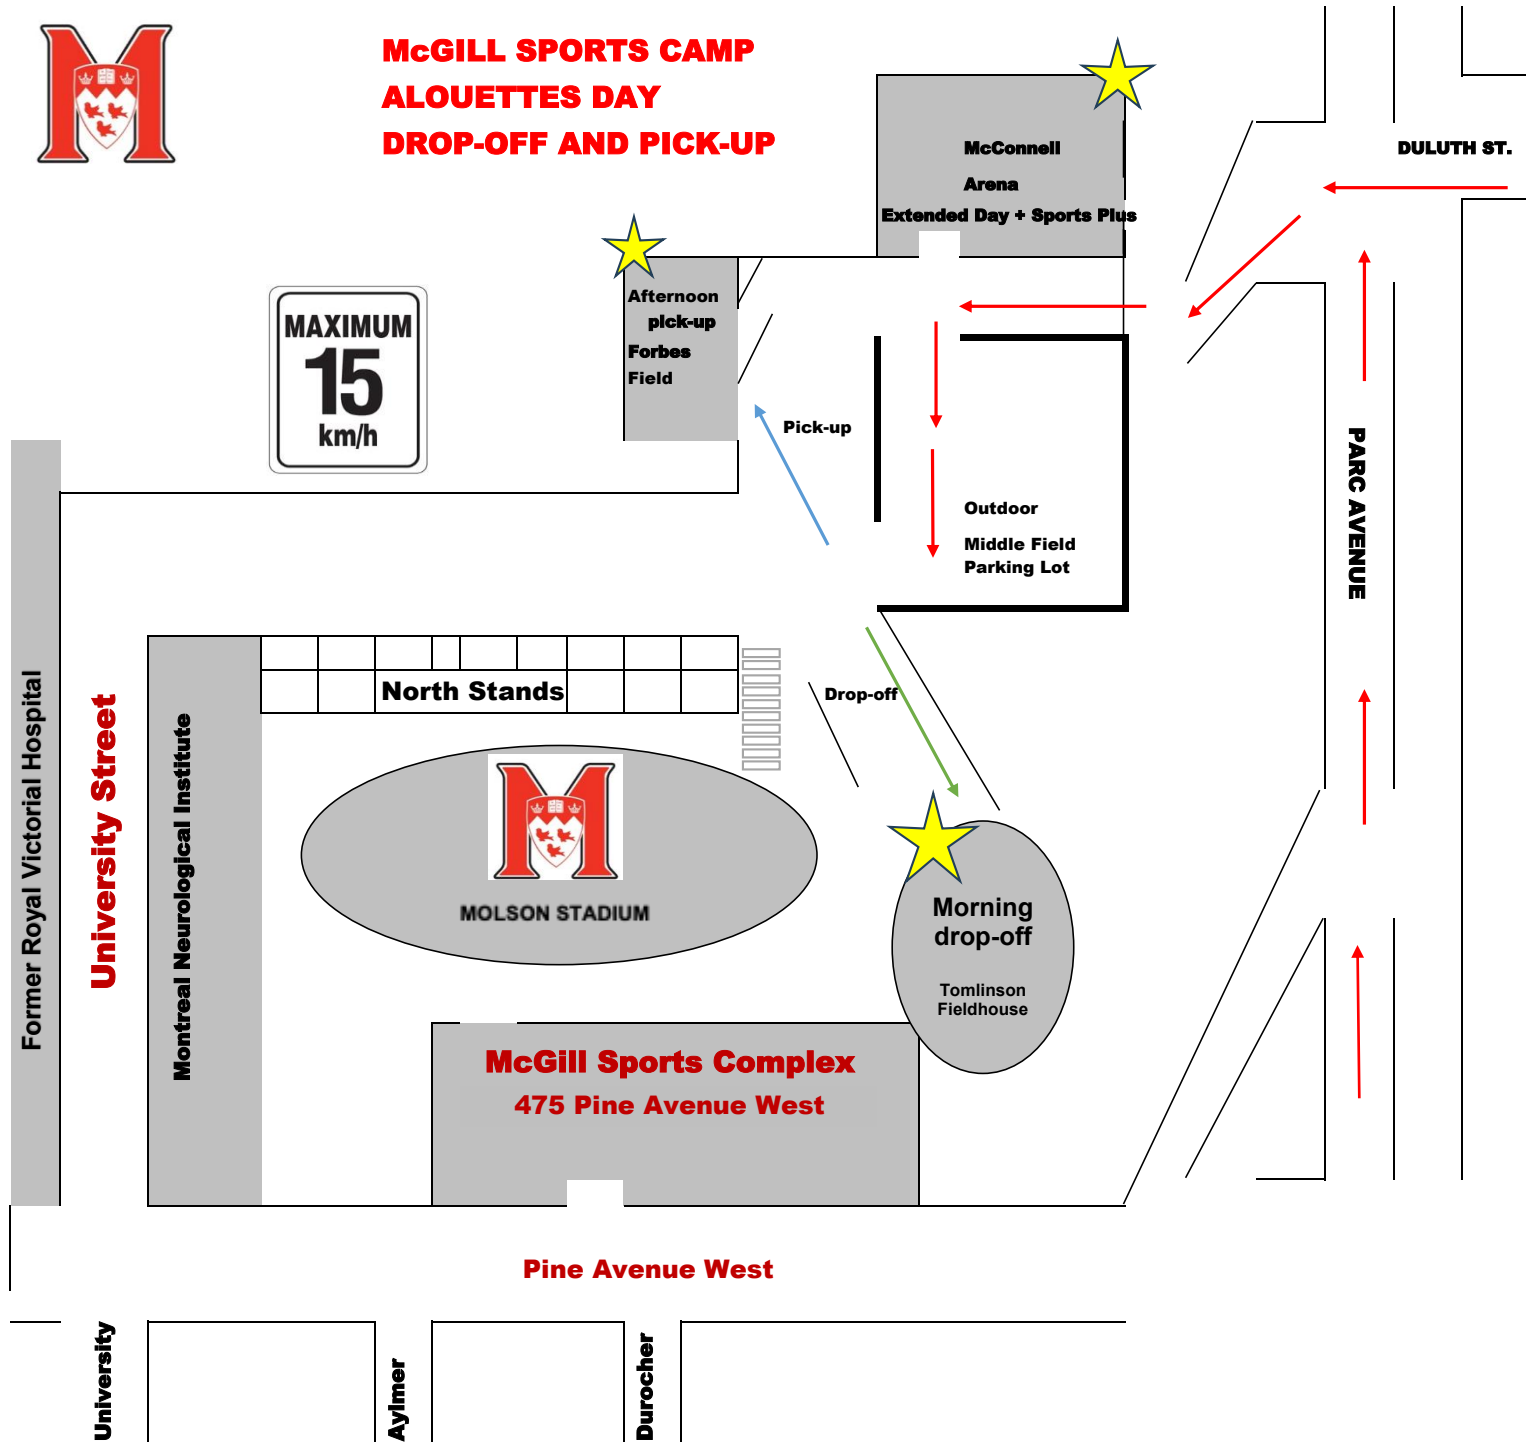 McGILL SPORTS CAMP
ALOUETTES DAY
DROP-OFF AND PICK-UP
McConnell
Arena
Extended Day + Sports Plus
DULUTH ST.
Afternoon
pick-up
Forbes
Field
MAXIMUM
15
km/h
Pick-up
PARC AVENUE
Outdoor
Middle Field
Parking Lot
Former Royal Victorial Hospital
University Street
Montreal Neurological Institute
North Stands
Drop-off
MOLSON STADIUM
Morning
drop-off
Tomlinson
Fieldhouse
McGill Sports Complex
475 Pine Avenue West
Pine Avenue West
University
Aylmer
Durocher